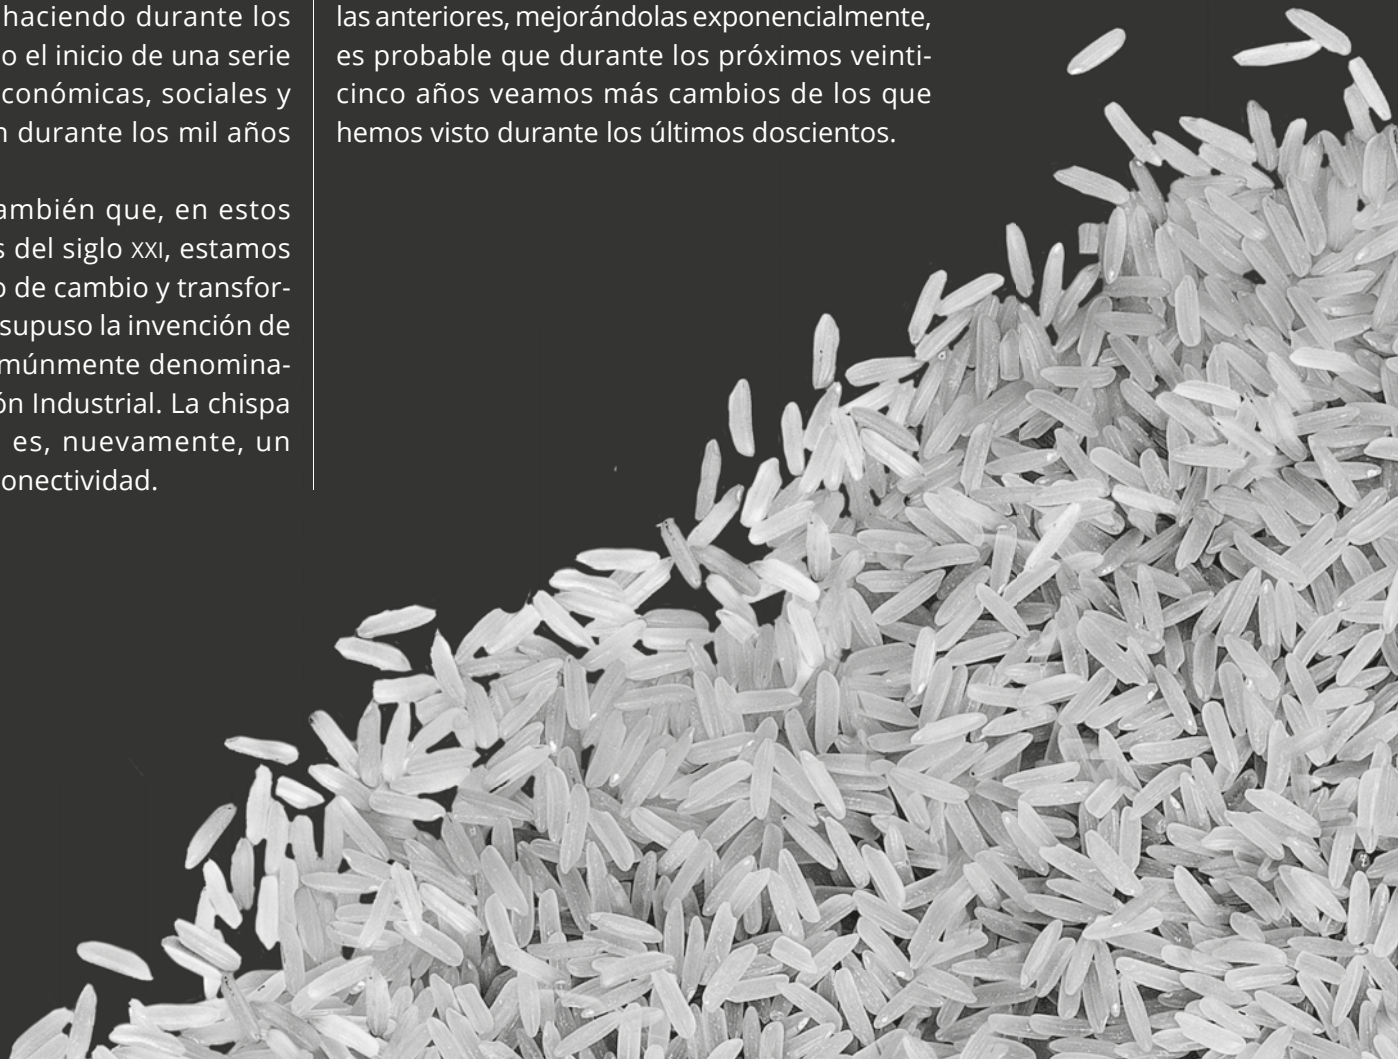 haciendo durante los
o el inicio de una serie
conómicas, sociales y
n durante los mil años
ambién que, en estos
s del siglo XXI, estamos
o de cambio y transfor-
supuso la invención de
múnmente denomina-
ón Industrial. La chispa
es, nuevamente, un
onectividad.
las anteriores, mejorándolas exponencialmente,
es probable que durante los próximos veinti-
cinco años veamos más cambios de los que
hemos visto durante los últimos doscientos.